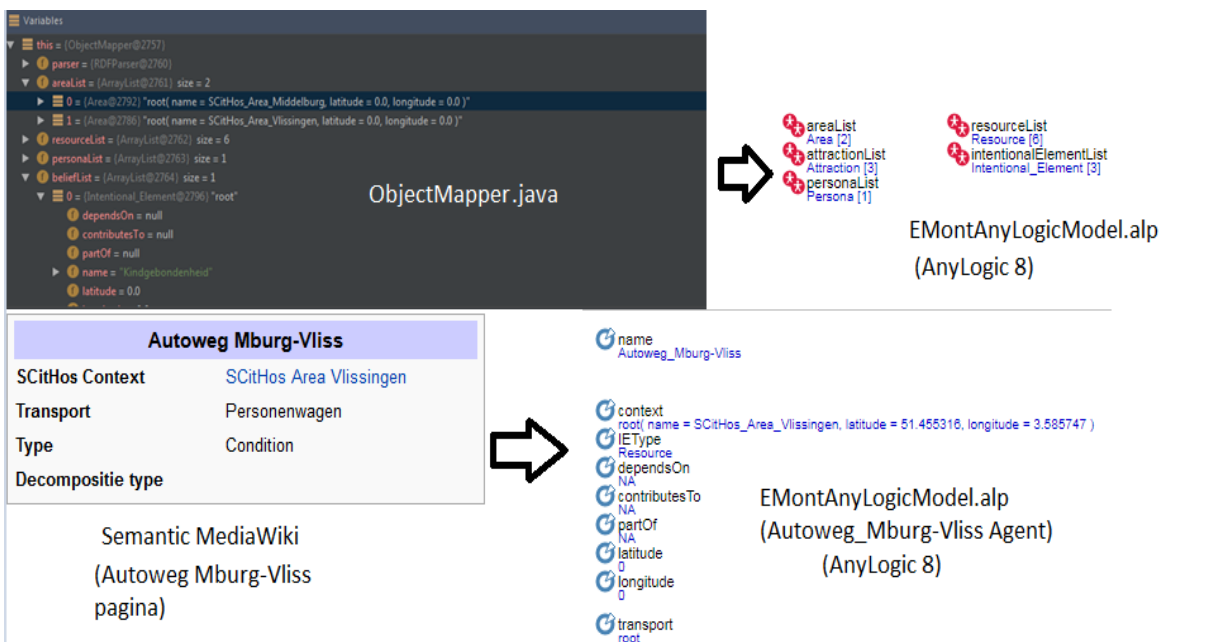 Variables
this = {ObjectMapper@2757}
parser = {RDFParser@2760}
areaList = {ArrayList@2761} size = 2
0 = {Area@2792} "root( name = SCitHos_Area_Middelburg, latitude = 0.0, longitude = 0.0 )"
1 = {Area@2786} "root( name = SCitHos_Area_Vlissingen, latitude = 0.0, longitude = 0.0 )"
resourceList = {ArrayList@2762} size = 6
personaList = {ArrayList@2763} size = 1
beliefList = {ArrayList@2764} size = 1
0 = {Intentional_Element@2796} "root"
dependsOn = null
contributesTo = null
partOf = null
name = "Kindgebondenheid"
latitude = 0.0
ObjectMapper.java
areaList
Area [2]
attractionList
Attraction [3]
personaList
Persona [1]
resourceList
Resource [6]
intentionalElementList
Intentional_Element [3]
EMontAnyLogicModel.alp
(AnyLogic 8)
Autoweg Mburg-Vliss
SCitHos Context SCitHos Area Vlissingen
Transport Personenwagen
Type Condition
Decompositie type
Semantic MediaWiki
(Autoweg Mburg-Vliss
pagina)
name
Autoweg_Mburg-Vliss
context
root( name = SCitHos_Area_Vlissingen, latitude = 51.455316, longitude = 3.585747 )
IEType
Resource
dependsOn
NA
contributesTo
NA
partOf
NA
latitude
0
longitude
0
transport
root
EMontAnyLogicModel.alp
(Autoweg_Mburg-Vliss Agent)
(AnyLogic 8)